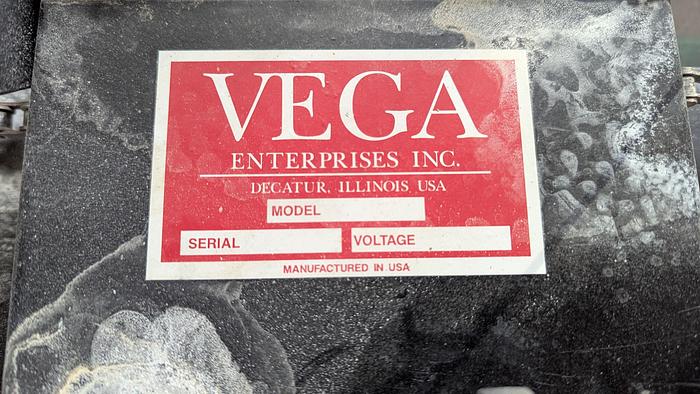 VEGA
ENTERPRISES INC.
DECATUR, ILLINOIS, USA
MODEL
SERIAL VOLTAGE
MANUFACTURED IN USA